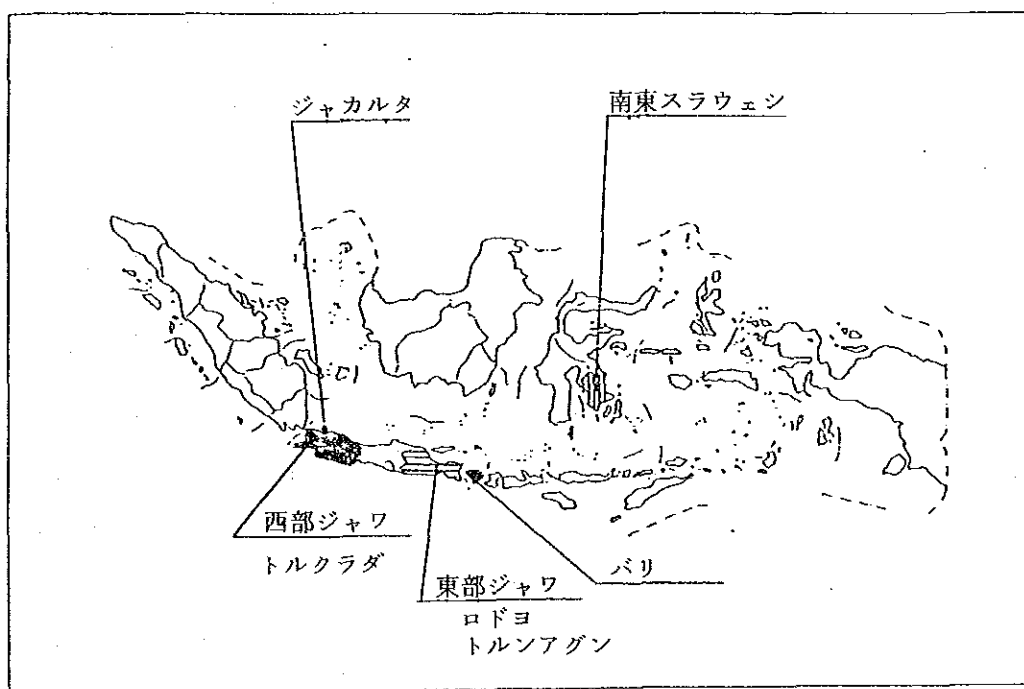 ジャカルタ
南東スラウェシ
西部ジャワ
トルクラダ
東部ジャワ
ロドヨ
トルンアグン
バリ